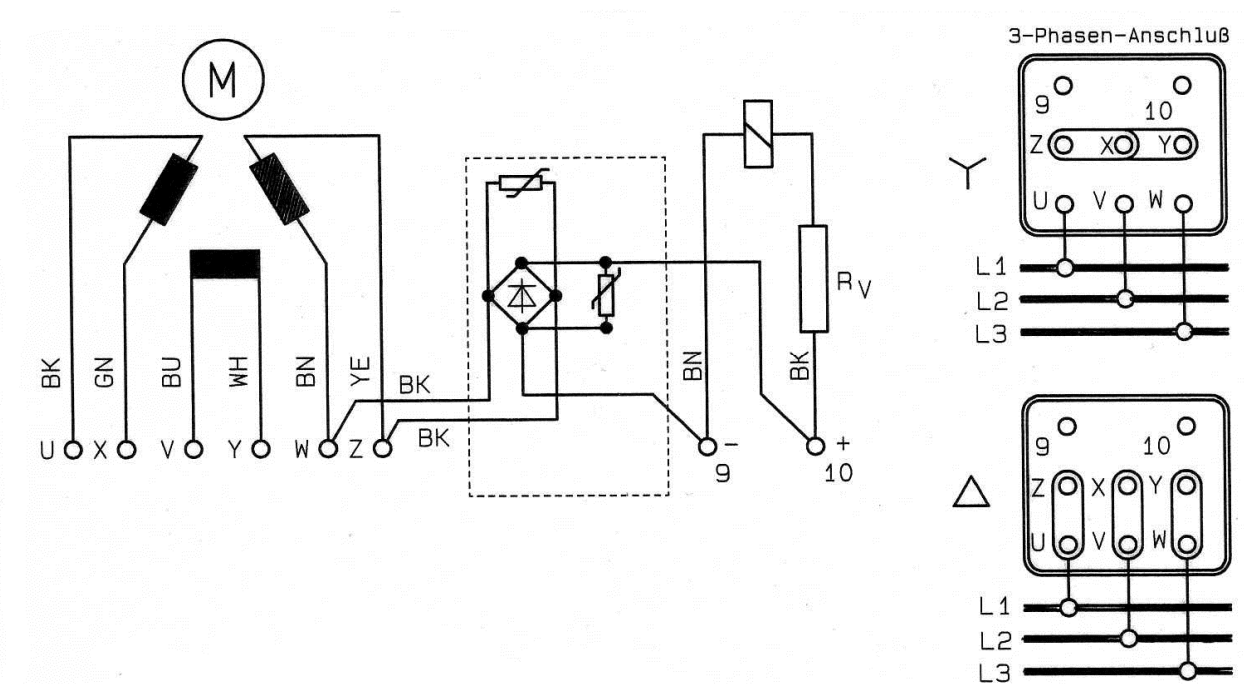 3-Phasen-Anschluß
M
9
10
Z X Y
U V W
L1
L2
L3
R V
BK GN BU WH BN YE BK BN BK
BK
U X V Y W Z - +
9 10
9
10
Z X Y
U V W
L1
L2
L3